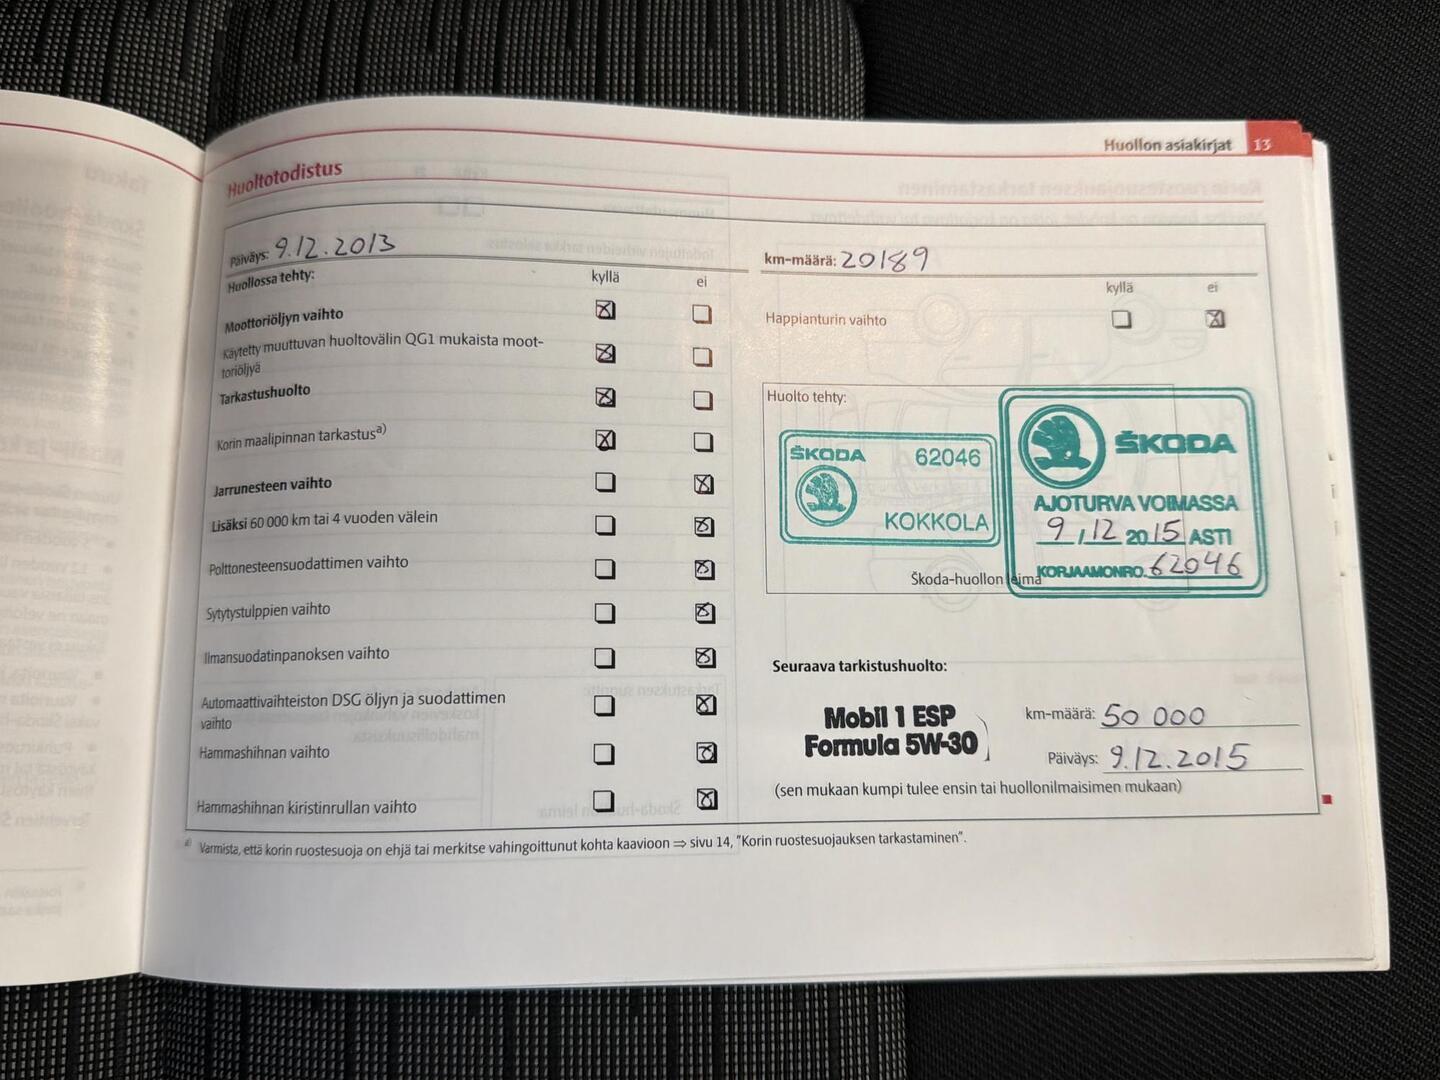 Huollon asiakirjat 13
Huoltotodistus
Päiväys: 9.12.2013
Huollossa tehty: kyllä ei
Moottoriöljyn vaihto
Käytetty muuttuvan huoltovälin QG1 mukaista moot-
toriöljyä
Tarkastushuolto
Korin maalipinnan tarkastusa)
Jarrunesteen vaihto
Lisäksi 60 000 km tai 4 vuoden välein
Polttonesteensuodattimen vaihto
Sytytystulppien vaihto
Ilmansuodatinpanoksen vaihto
Automaattivaihteiston DSG öljyn ja suodattimen
vaihto
Hammashihnan vaihto
Hammashihnan kiristinrullan vaihto
km-määrä: 20189
kyllä ei
Happianturin vaihto
Huolto tehty:
ŠKODA 62046
KOKKOLA
ŠKODA
AJOTURVA VOIMASSA
9 / 12 2015 ASTI
KORJAAMONRO. 62046
Škoda-huollon leima
Seuraava tarkistushuolto:
Mobil 1 ESP
Formula 5W-30
km-määrä: 50 000
Päiväys: 9.12.2015
(sen mukaan kumpi tulee ensin tai huollonilmaisimen mukaan)
a) Varmista, että korin ruostesuoja on ehjä tai merkitse vahingoittunut kohta kaavioon ⇒ sivu 14, "Korin ruostesuojauksen tarkastaminen".